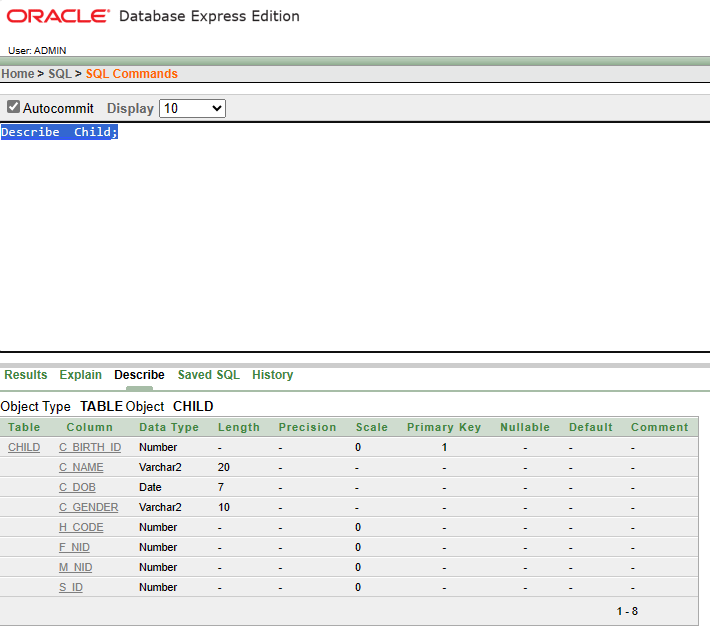 ORACLE® Database Express Edition
User: ADMIN
Home > SQL > SQL Commands
Autocommit Display 10
Describe  Child;
Results Explain Describe Saved SQL History
Object Type TABLE Object CHILD
Table Column Data Type Length Precision Scale Primary Key Nullable Default Comment
CHILD C_BIRTH_ID Number - - 0 1 - - -
C_NAME Varchar2 20 - - - - - -
C_DOB Date 7 - - - - - -
C_GENDER Varchar2 10 - - - - - -
H_CODE Number - - 0 - - - -
F_NID Number - - 0 - - - -
M_NID Number - - 0 - - - -
S_ID Number - - 0 - - - -
1 - 8